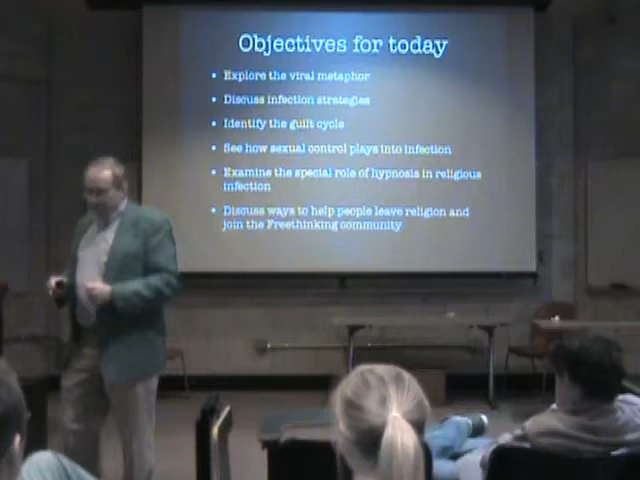 Objectives for today
• Explore the viral metaphor
• Discuss infection strategies
• Identify the guilt cycle
• See how sexual control plays into infection
• Examine the special role of hypnosis in religious
infection
• Discuss ways to help people leave religion and
join the Freethinking community